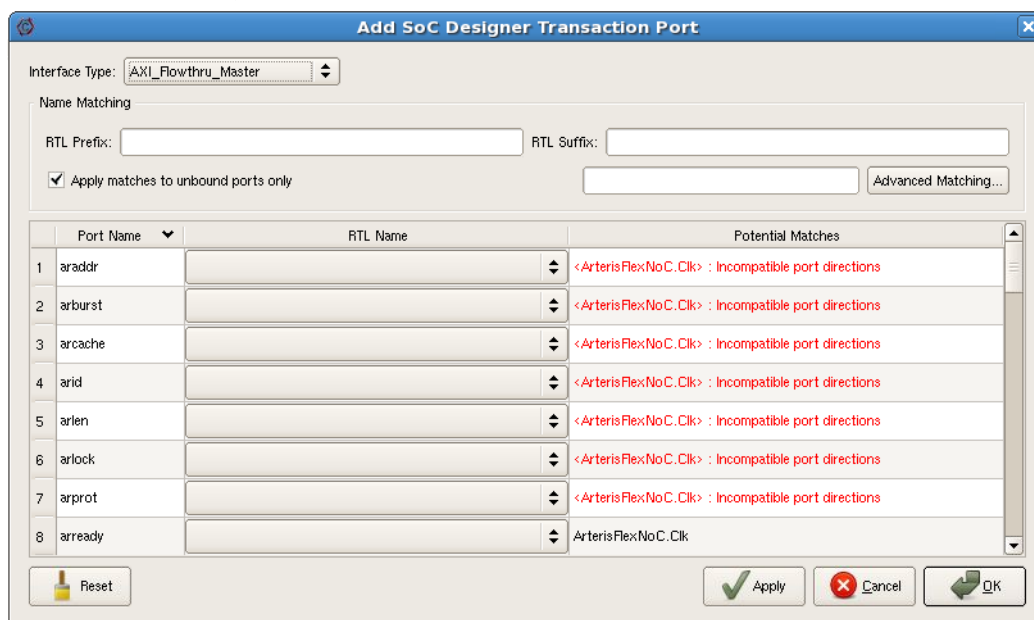 Add SoC Designer Transaction Port
Interface Type: AXI_Flowthru_Master
Name Matching
RTL Prefix: RTL Suffix:
Apply matches to unbound ports only Advanced Matching...
Port Name RTL Name Potential Matches
1 araddr <ArterisFlexNoC.Clk> : Incompatible port directions
2 arburst <ArterisFlexNoC.Clk> : Incompatible port directions
3 arcache <ArterisFlexNoC.Clk> : Incompatible port directions
4 arid <ArterisFlexNoC.Clk> : Incompatible port directions
5 arlen <ArterisFlexNoC.Clk> : Incompatible port directions
6 arlock <ArterisFlexNoC.Clk> : Incompatible port directions
7 arprot <ArterisFlexNoC.Clk> : Incompatible port directions
8 arready ArterisFlexNoC.Clk
Reset Apply Cancel OK